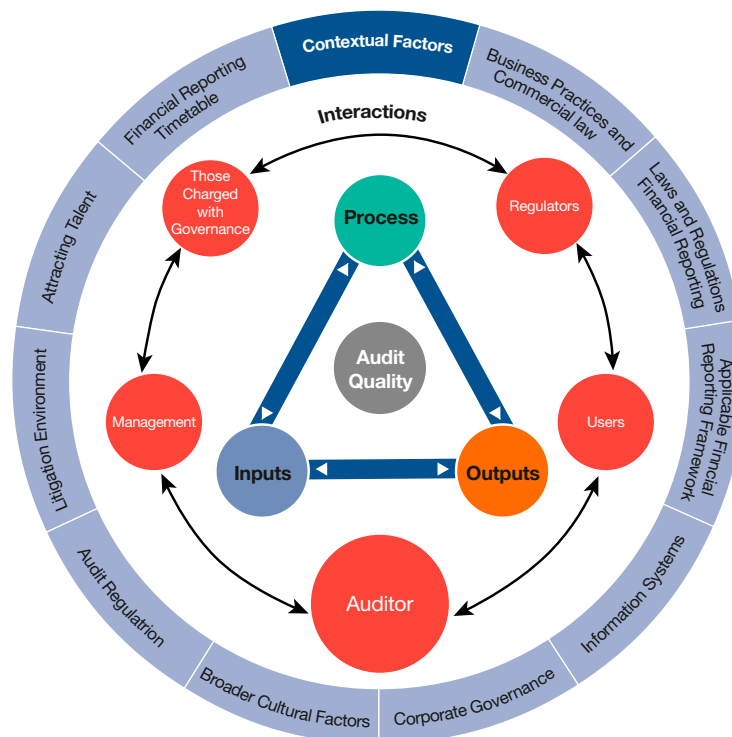 Contextual Factors
Business Practices and
Commercial law
Laws and Regulations
Financial Reporting
Applicable Finncial
Reporting Framework
Information Systems
Corporate Governance
Broader Cultural Factors
Audit Regulatrion
Litigation Environment
Attracting Talent
Financial Reporting
Timetable
Interactions
Those
Charged
with
Governance
Regulators
Process
Audit
Quality
Management
Users
Inputs
Outputs
Auditor